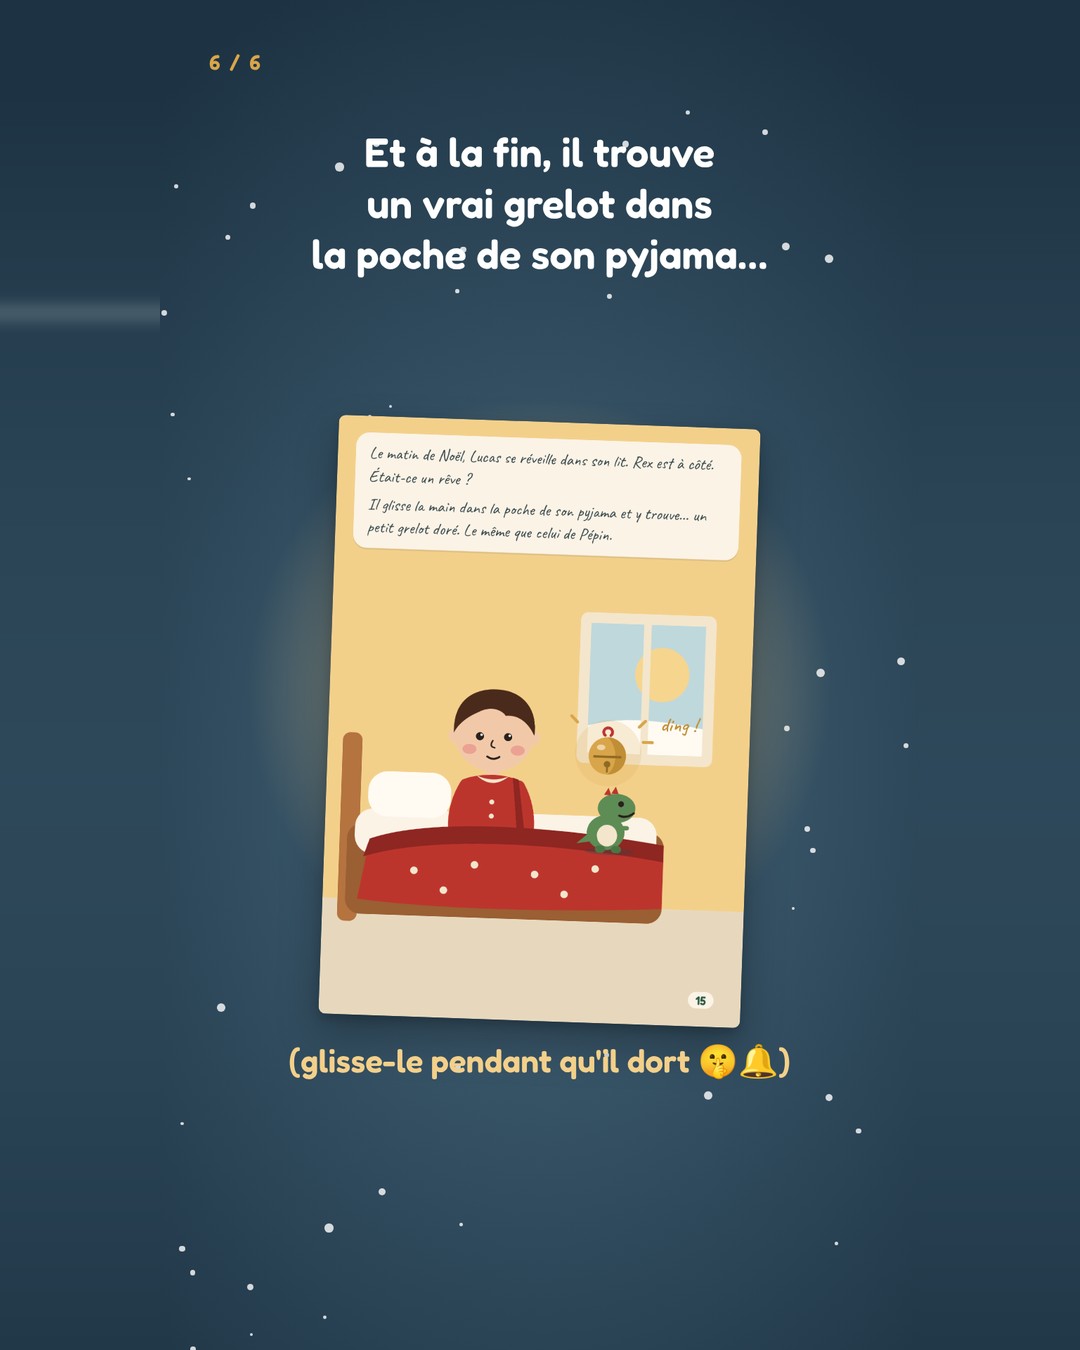 6 / 6
Et à la fin, il trouve
un vrai grelot dans
la poche de son pyjama...
Le matin de Noël, Lucas se réveille dans son lit. Rex est à côté.
Était-ce un rêve ?
Il glisse la main dans la poche de son pyjama et y trouve... un
petit grelot doré. Le même que celui de Pépin.
ding !
15
(glisse-le pendant qu'il dort 🤫🔔)